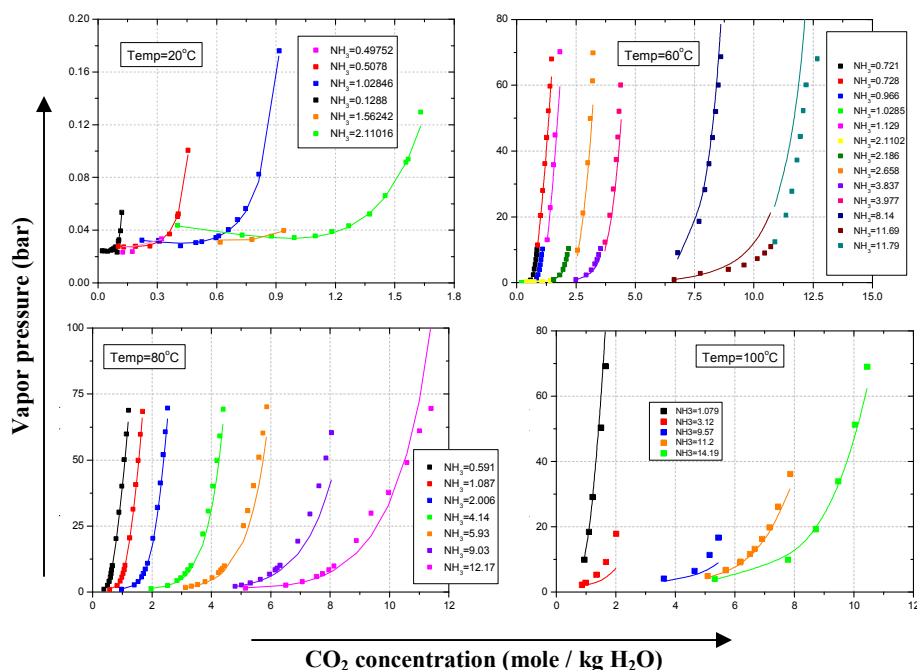 Vapor pressure (bar)
0.20
0.16
0.12
0.08
0.04
0.00
0.0
0.3
0.6
0.9
1.2
1.5
1.8
Temp=20°C
NH3=0.49752
NH3=0.5078
NH3=1.02846
NH3=0.1288
NH3=1.56242
NH3=2.11016
80
60
40
20
0
0.0
2.5
5.0
7.5
10.0
12.5
15.0
Temp=60°C
NH3=0.721
NH3=0.728
NH3=0.966
NH3=1.0285
NH3=1.129
NH3=2.1102
NH3=2.186
NH3=2.658
NH3=3.837
NH3=3.977
NH3=8.14
NH3=11.69
NH3=11.79
100
75
50
25
0
0
2
4
6
8
10
12
Temp=80°C
NH3=0.591
NH3=1.087
NH3=2.006
NH3=4.14
NH3=5.93
NH3=9.03
NH3=12.17
80
60
40
20
0
0
2
4
6
8
10
12
Temp=100°C
NH3=1.079
NH3=3.12
NH3=9.57
NH3=11.2
NH3=14.19
CO2 concentration (mole / kg H2O)